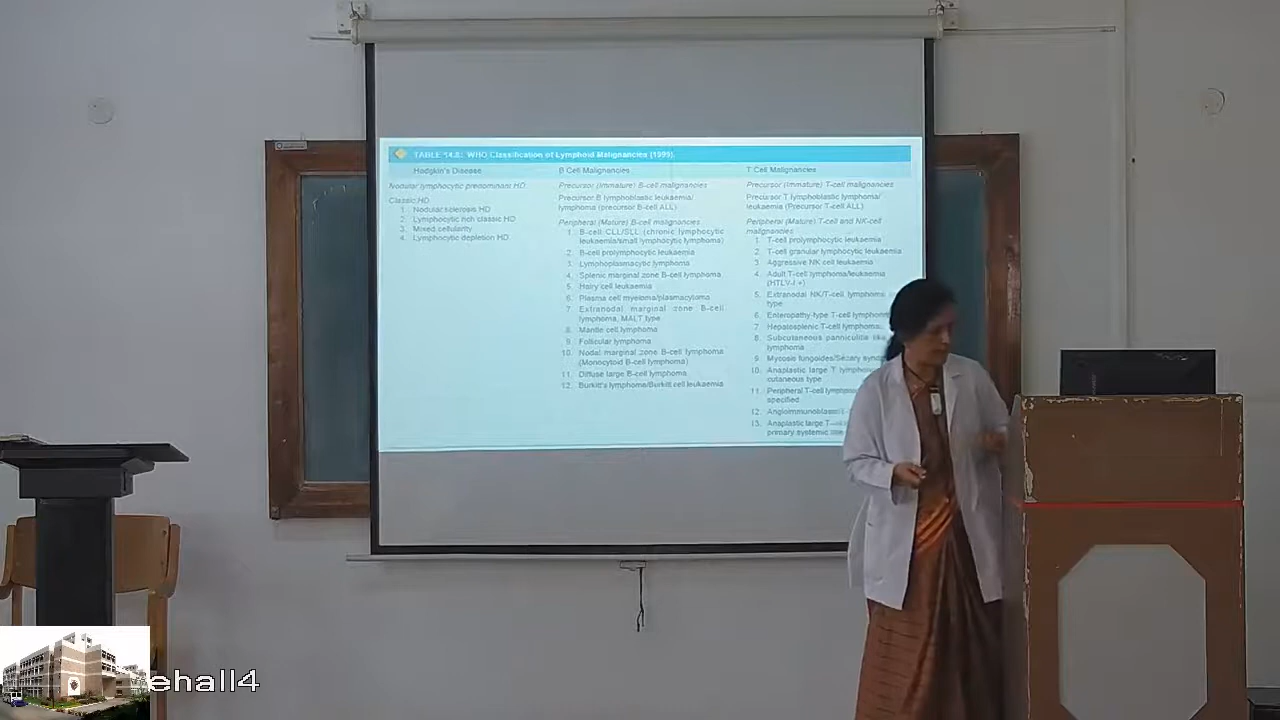 TABLE 14.8: WHO Classification of Lymphoid Malignancies (1999).
Hodgkin's Disease
Nodular lymphocytic predominant HD
Classic HD
1. Nodular sclerosis HD
2. Lymphocytic rich classic HD
3. Mixed cellularity
4. Lymphocytic depletion HD
B Cell Malignancies
Precursor (Immature) B-cell malignancies
Precursor B lymphoblastic leukaemia/
lymphoma (precursor B-cell ALL)
Peripheral (Mature) B-cell malignancies
1. B-cell CLL/SLL (chronic lymphocytic
leukaemia/small lymphocytic lymphoma)
2. B-cell prolymphocytic leukaemia
3. Lymphoplasmacytic lymphoma
4. Splenic marginal zone B-cell lymphoma
5. Hairy cell leukaemia
6. Plasma cell myeloma/plasmacytoma
7. Extranodal marginal zone B-cell
lymphoma, MALT type
8. Mantle cell lymphoma
9. Follicular lymphoma
10. Nodal marginal zone B-cell lymphoma
(Monocytoid B-cell lymphoma)
11. Diffuse large B-cell lymphoma
12. Burkitt's lymphoma/Burkitt cell leukaemia
T Cell Malignancies
Precursor (Immature) T-cell malignancies
Precursor T lymphoblastic lymphoma/
leukaemia (Precursor T-cell ALL)
Peripheral (Mature) T-cell and NK-cell
malignancies
1. T-cell prolymphocytic leukaemia
2. T-cell granular lymphocytic leukaemia
3. Aggressive NK cell leukaemia
4. Adult T-cell lymphoma/leukaemia
(HTLV-I +)
5. Extranodal NK/T-cell lymphoma
type
6. Enteropathy-type T-cell lymphoma
7. Hepatosplenic T-cell lymphoma
8. Subcutaneous panniculitis like
lymphoma
9. Mycosis fungoides/Sézary
10. Anaplastic large T
cutaneous type
11. Peripheral T-cell
specified
12.
13. Anaplastic large T-
primary systemic
ehall4